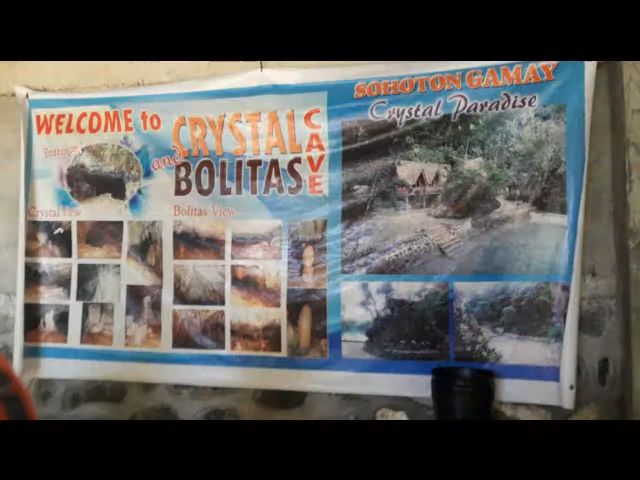 WELCOME to
Entrance
CRYSTAL
and
BOLITAS
CAVE
Crystal View
Bolitas View
SOHOTON GAMAY
Crystal Paradise